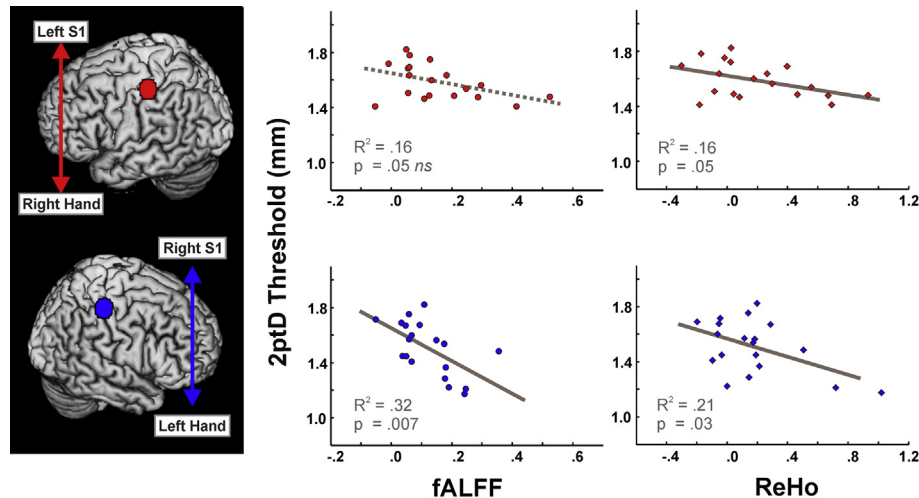 Left S1
Right Hand
Right S1
Left Hand
2ptD Threshold (mm)
1.8
1.4
1.0
R² = .16
p = .05 ns
-.2 .0 .2 .4 .6
1.8
1.4
1.0
R² = .16
p = .05
-.4 .0 .4 .8 1.2
1.8
1.4
1.0
R² = .32
p = .007
-.2 .0 .2 .4 .6
fALFF
1.8
1.4
1.0
R² = .21
p = .03
-.4 .0 .4 .8 1.2
ReHo